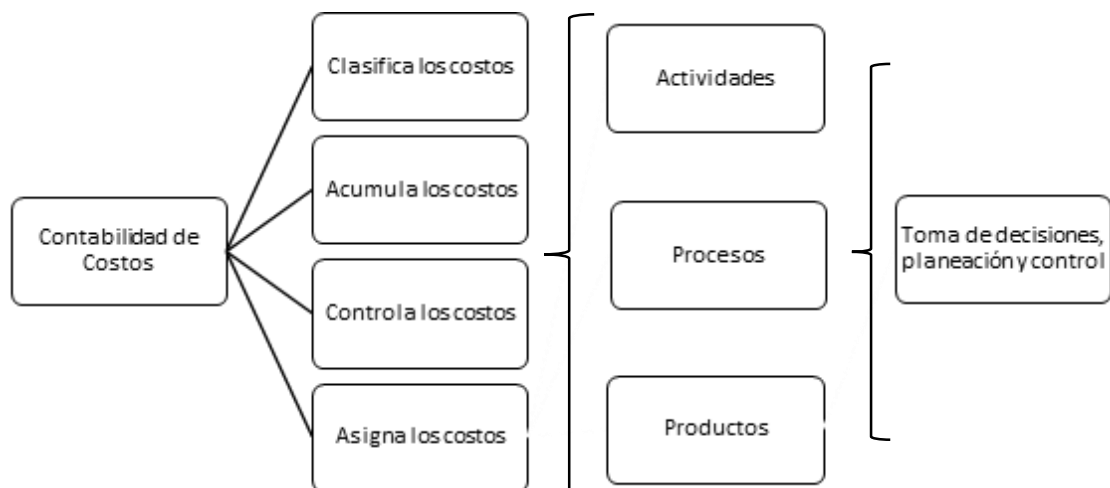 Contabilidad de
Costos
Clasifica los costos
Acumula los costos
Controla los costos
Asigna los costos
Actividades
Procesos
Productos
Toma de decisiones,
planeación y control